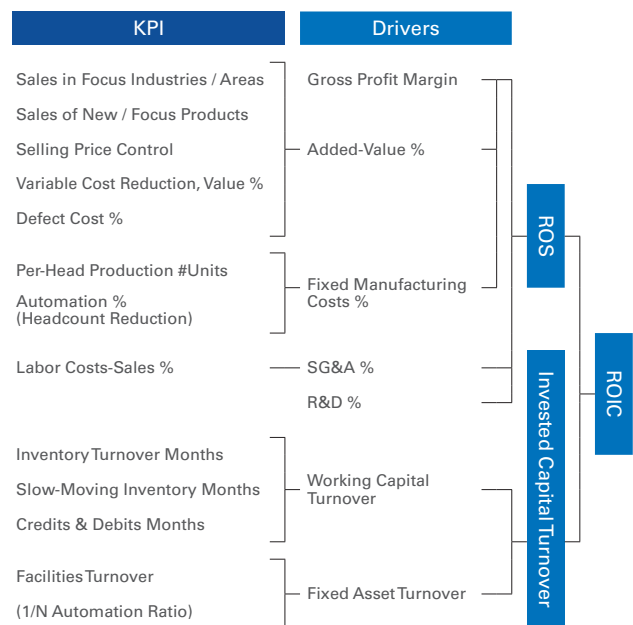 KPI
Drivers
Sales in Focus Industries / Areas
Sales of New / Focus Products
Selling Price Control
Variable Cost Reduction, Value %
Defect Cost %
Per-Head Production #Units
Automation %
(Headcount Reduction)
Labor Costs-Sales %
Inventory Turnover Months
Slow-Moving Inventory Months
Credits & Debits Months
Facilities Turnover
(1/N Automation Ratio)
Gross Profit Margin
Added-Value %
Fixed Manufacturing
Costs %
SG&A %
R&D %
Working Capital
Turnover
Fixed Asset Turnover
ROS
Invested Capital Turnover
ROIC